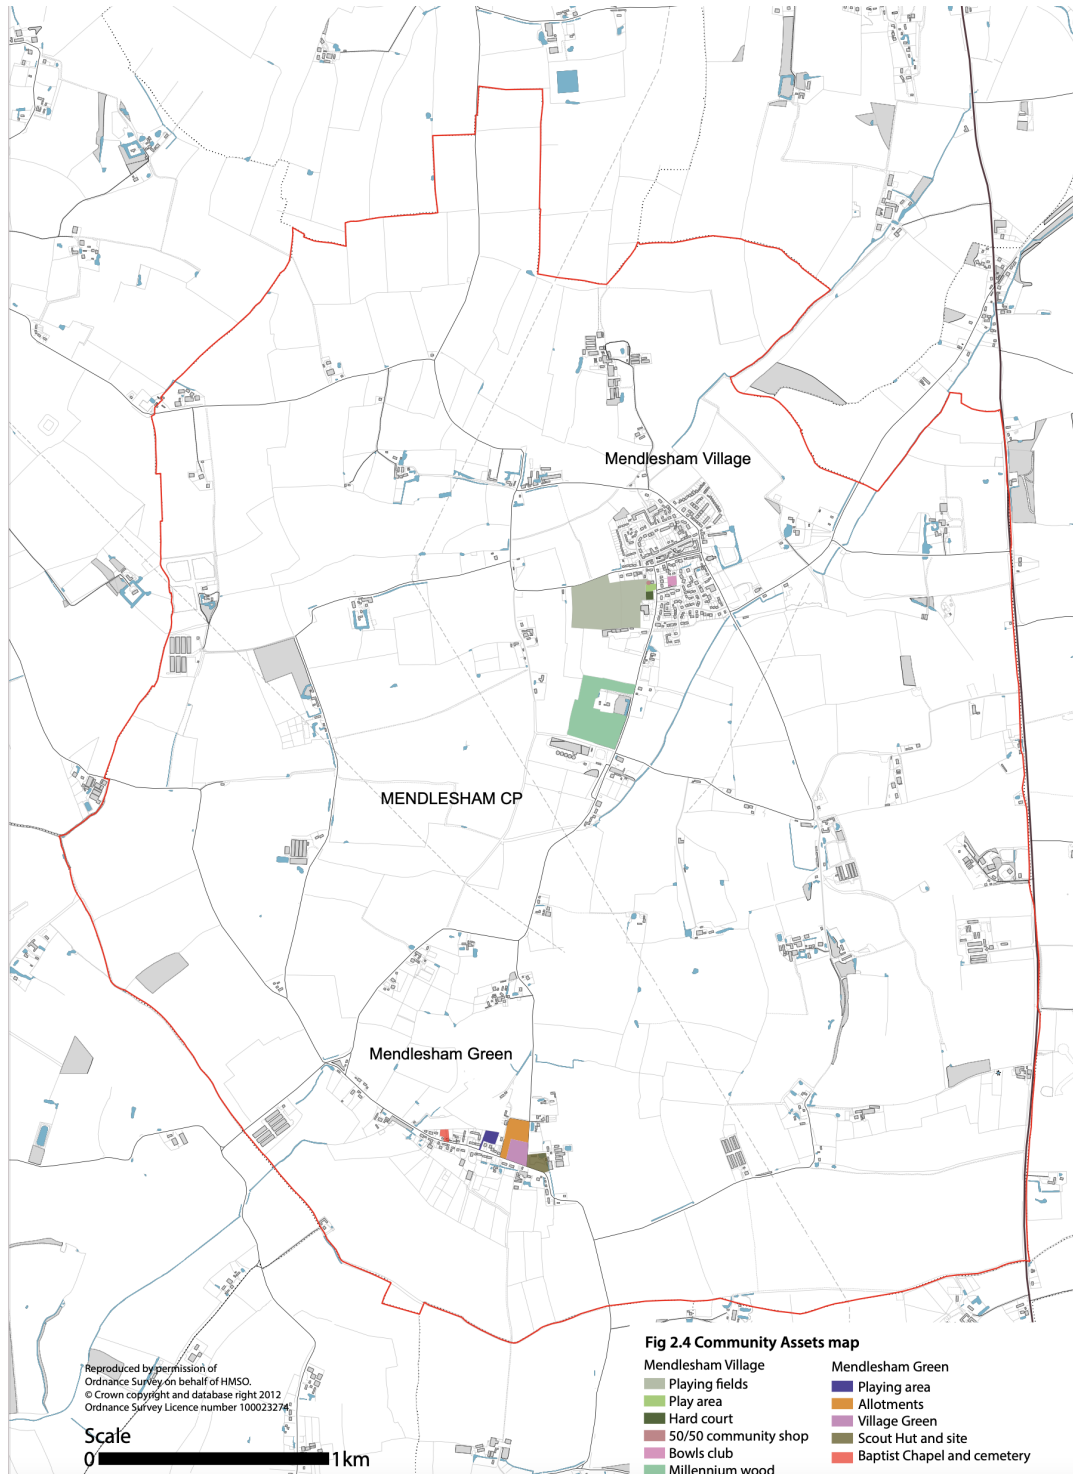 Mendlesham Village
MENDLESHAM CP
Mendlesham Green
Reproduced by permission of
Ordnance Survey on behalf of HMSO.
© Crown copyright and database right 2012
Ordnance Survey Licence number 100023274
Scale
0 1km
Fig 2.4 Community Assets map
Mendlesham Village
Playing fields
Play area
Hard court
50/50 community shop
Bowls club
Millennium wood
Mendlesham Green
Playing area
Allotments
Village Green
Scout Hut and site
Baptist Chapel and cemetery